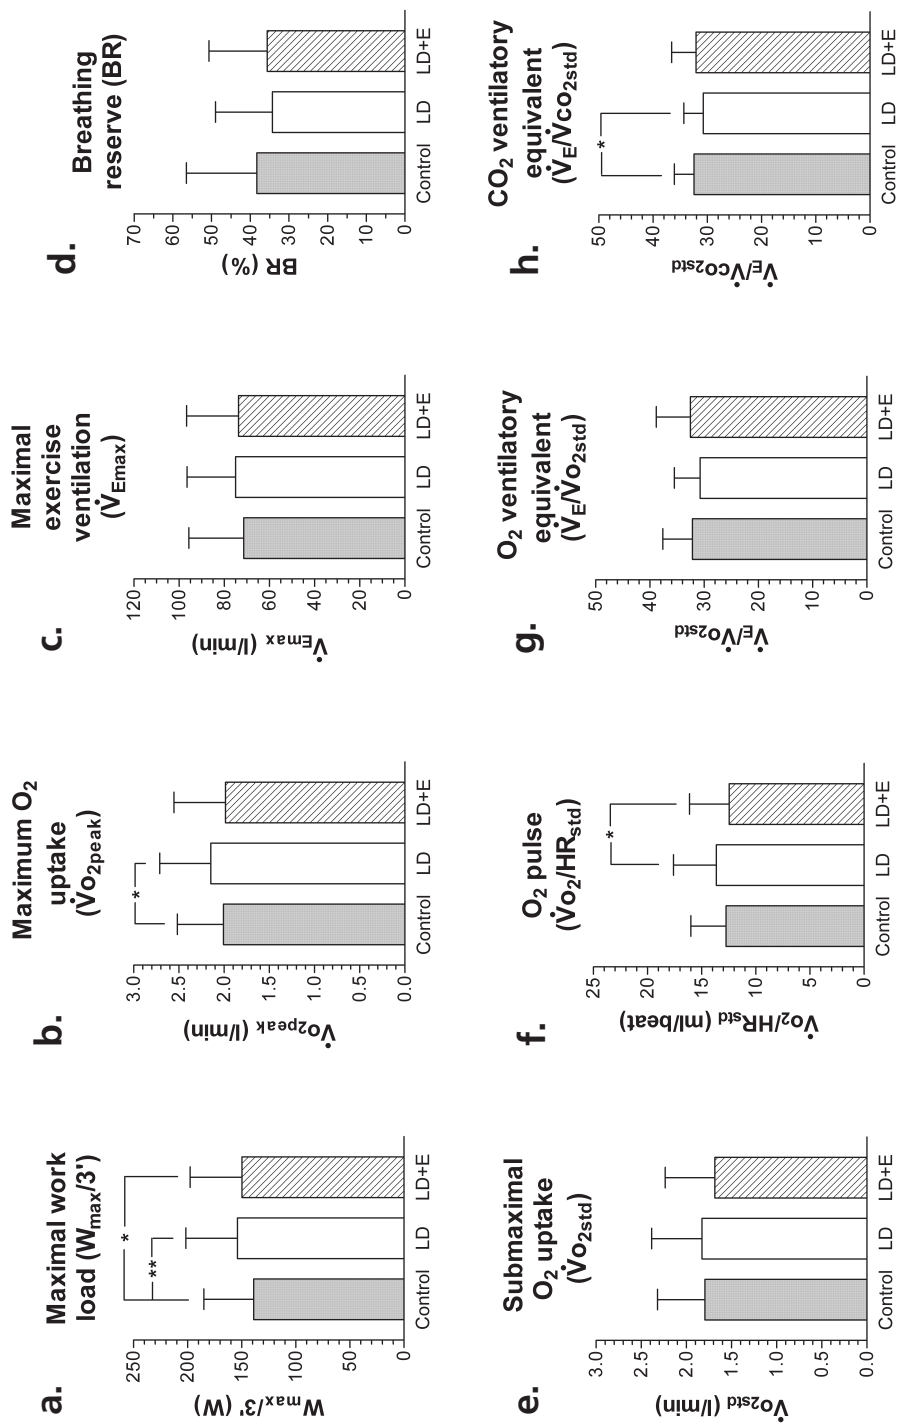 a.
Maximal work
load (Wmax/3')
Wmax/3' (W)
250
200
150
100
50
0
**
*
Control LD LD+E
b.
Maximum O2
uptake
(V̇o2peak)
V̇o2peak (l/min)
3.0
2.5
2.0
1.5
1.0
0.5
0.0
*
Control LD LD+E
c.
Maximal
exercise
ventilation
(V̇Emax)
V̇Emax (l/min)
120
100
80
60
40
20
0
Control LD LD+E
d.
Breathing
reserve (BR)
BR (%)
70
60
50
40
30
20
10
0
Control LD LD+E
e.
Submaximal
O2 uptake
(V̇o2std)
V̇o2std (l/min)
3.0
2.5
2.0
1.5
1.0
0.5
0.0
Control LD LD+E
f.
O2 pulse
(V̇o2/HRstd)
V̇o2/HRstd (ml/beat)
25
20
15
10
5
0
*
Control LD LD+E
g.
O2 ventilatory
equivalent
(V̇E/V̇o2std)
V̇E/V̇o2std
50
40
30
20
10
0
Control LD LD+E
h.
CO2 ventilatory
equivalent
(V̇E/V̇co2std)
V̇E/V̇co2std
50
40
30
20
10
0
*
Control LD LD+E